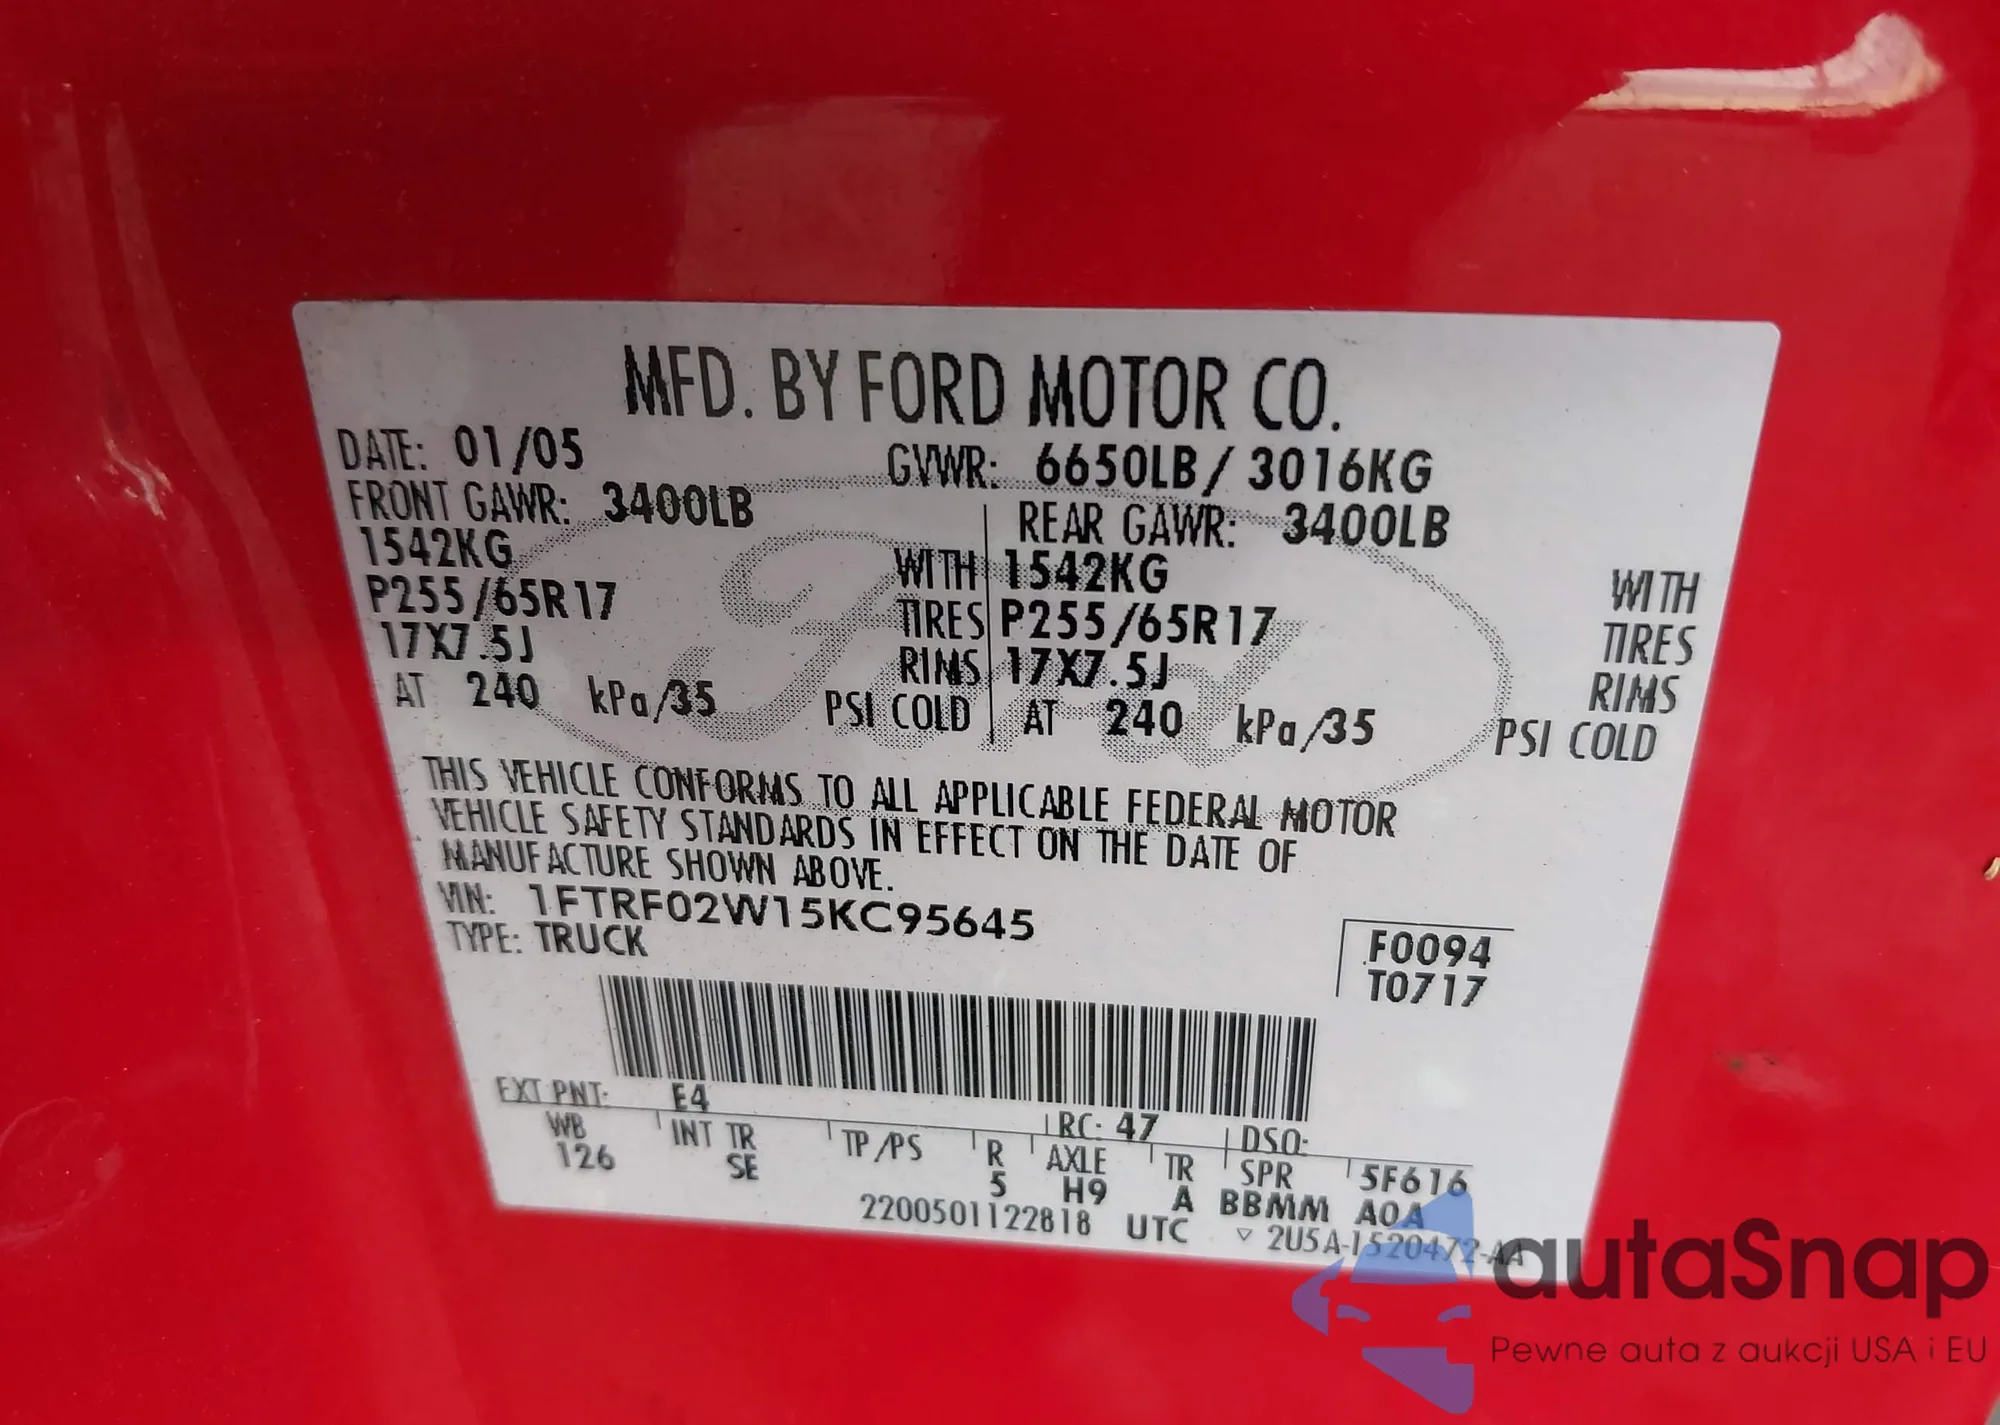 MFD. BY FORD MOTOR CO.
DATE: 01/05 GVWR: 6650LB / 3016KG
FRONT GAWR: 3400LB REAR GAWR: 3400LB
1542KG WITH 1542KG WITH
P255/65R17 TIRES P255/65R17 TIRES
17X7.5J RIMS 17X7.5J RIMS
AT 240 kPa/35 PSI COLD AT 240 kPa/35 PSI COLD
Ford
THIS VEHICLE CONFORMS TO ALL APPLICABLE FEDERAL MOTOR
VEHICLE SAFETY STANDARDS IN EFFECT ON THE DATE OF
MANUFACTURE SHOWN ABOVE.
VIN: 1FTRF02W15KC95645
TYPE: TRUCK
F0094
T0717
EXT PNT: E4 RC: 47 DSO:
WB INT TR TP/PS R AXLE TR SPR 5F616
126 SE 5 H9 A BBMM A0A
2200501122818 UTC ▽ 2U5A-1520472-AA
autaSnap
Pewne auta z aukcji USA i EU